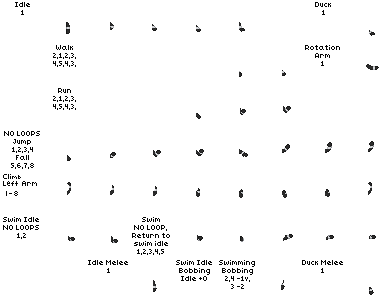 Idle
1
Duck
1
Walk
2,1,2,3,
4,5,4,3,
Rotation
Arm
1
Run
2,1,2,3,
4,5,4,3,
NO LOOPS
Jump
1,2,3,4
Fall
5,6,7,8
Climb
Left Arm
1-8
Swim Idle
NO LOOPS
1,2
Swim
NO LOOP,
Return to
swim idle
1,2,3,4,5
Idle Melee
1
Swim Idle
Bobbing
Idle +0
Swimming
Bobbing
2,4 -1v,
3 -2
Duck Melee
1